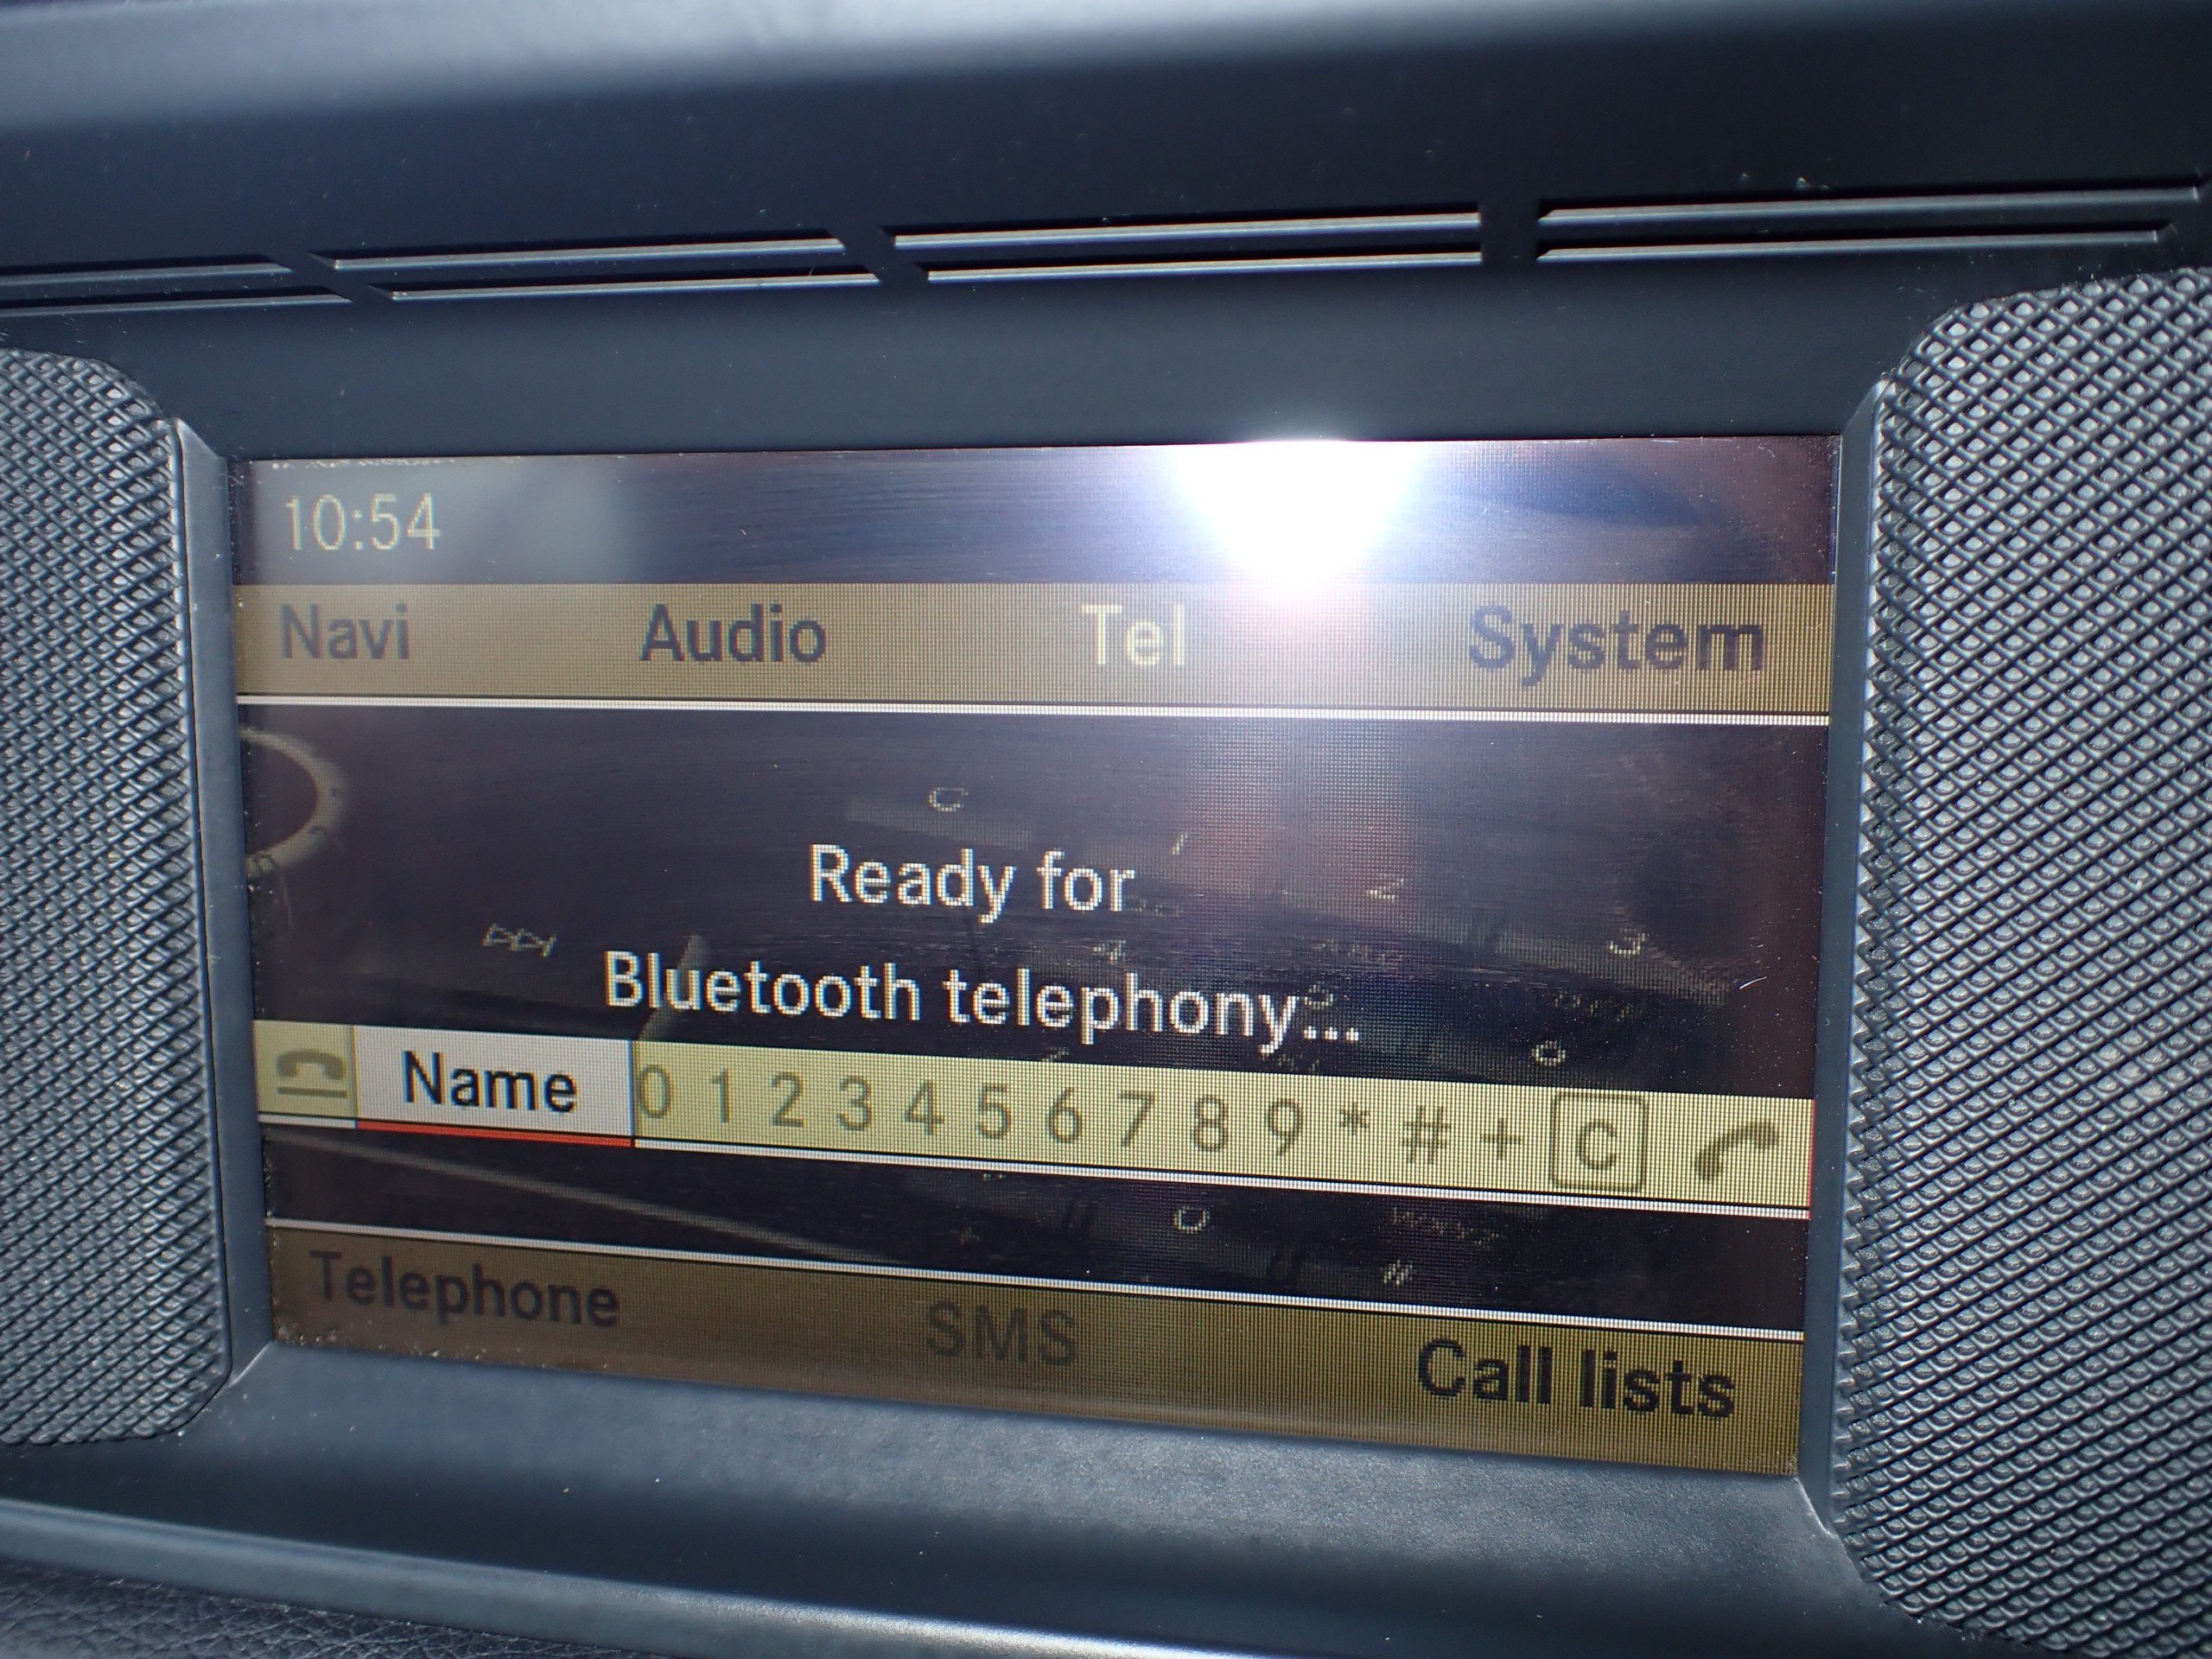 10:54
Navi Audio Tel System
Ready for
Bluetooth telephony...
Name 0 1 2 3 4 5 6 7 8 9 * # + C
Telephone SMS Call lists